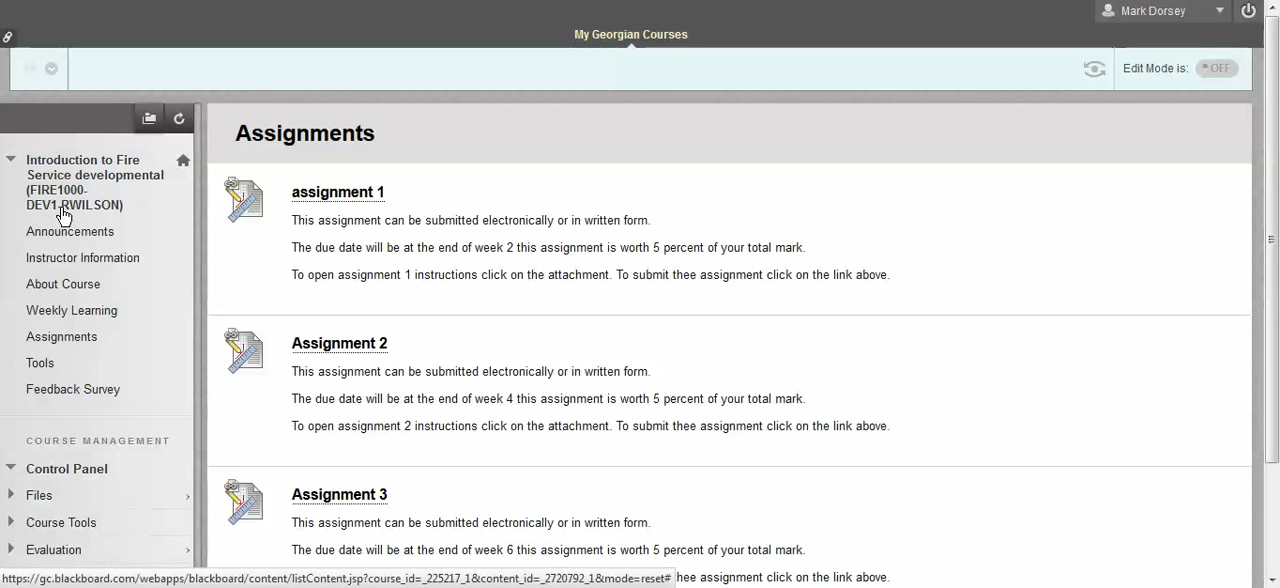 Mark Dorsey
My Georgian Courses
Edit Mode is:
OFF
Introduction to Fire
Service developmental
(FIRE1000-
DEV1.RWILSON)
Announcements
Instructor Information
About Course
Weekly Learning
Assignments
Tools
Feedback Survey
COURSE MANAGEMENT
Control Panel
Files
Course Tools
Evaluation
Assignments
assignment 1
This assignment can be submitted electronically or in written form.
The due date will be at the end of week 2 this assignment is worth 5 percent of your total mark.
To open assignment 1 instructions click on the attachment. To submit thee assignment click on the link above.
Assignment 2
This assignment can be submitted electronically or in written form.
The due date will be at the end of week 4 this assignment is worth 5 percent of your total mark.
To open assignment 2 instructions click on the attachment. To submit thee assignment click on the link above.
Assignment 3
This assignment can be submitted electronically or in written form.
The due date will be at the end of week 6 this assignment is worth 5 percent of your total mark.
hee assignment click on the link above.
https://gc.blackboard.com/webapps/blackboard/content/listContent.jsp?course_id=_225217_1&content_id=_2720792_1&mode=reset#